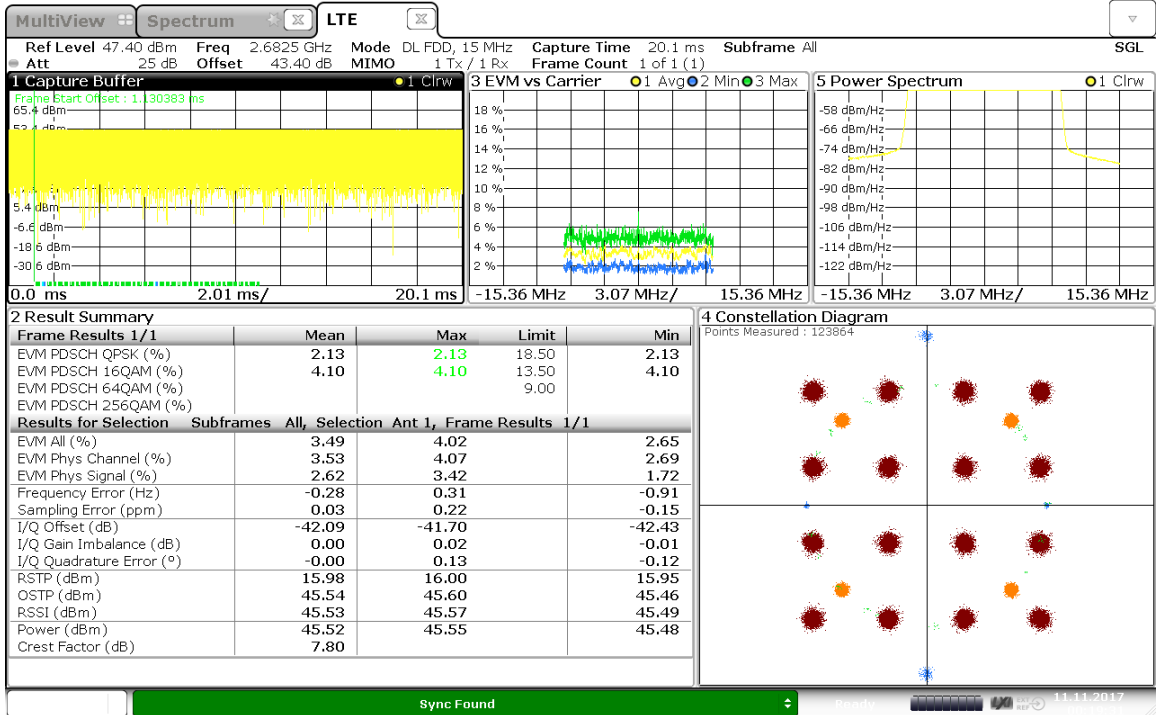 MultiView Spectrum LTE
Ref Level 47.40 dBm Freq 2.6825 GHz Mode DL FDD, 15 MHz Capture Time 20.1 ms Subframe All SGL
Att 25 dB Offset 43.40 dB MIMO 1 Tx / 1 Rx Frame Count 1 of 1 (1)
1 Capture Buffer 1 Clrw
Frame Start Offset : 1.130383 ms
65.4 dBm
53.4 dBm
5.4 dBm
-6.6 dBm
-18.6 dBm
-30.6 dBm
0.0 ms 2.01 ms/ 20.1 ms
3 EVM vs Carrier 1 Avg 2 Min 3 Max
18 %
16 %
14 %
12 %
10 %
8 %
6 %
4 %
2 %
-15.36 MHz 3.07 MHz/ 15.36 MHz
5 Power Spectrum 1 Clrw
-58 dBm/Hz
-66 dBm/Hz
-74 dBm/Hz
-82 dBm/Hz
-90 dBm/Hz
-98 dBm/Hz
-106 dBm/Hz
-114 dBm/Hz
-122 dBm/Hz
-15.36 MHz 3.07 MHz/ 15.36 MHz
2 Result Summary
Frame Results 1/1 Mean Max Limit Min
EVM PDSCH QPSK (%) 2.13 2.13 18.50 2.13
EVM PDSCH 16QAM (%) 4.10 4.10 13.50 4.10
EVM PDSCH 64QAM (%) 9.00
EVM PDSCH 256QAM (%)
Results for Selection Subframes All, Selection Ant 1, Frame Results 1/1
EVM All (%) 3.49 4.02 2.65
EVM Phys Channel (%) 3.53 4.07 2.69
EVM Phys Signal (%) 2.62 3.42 1.72
Frequency Error (Hz) -0.28 0.31 -0.91
Sampling Error (ppm) 0.03 0.22 -0.15
I/Q Offset (dB) -42.09 -41.70 -42.43
I/Q Gain Imbalance (dB) 0.00 0.02 -0.01
I/Q Quadrature Error (º) -0.00 0.13 -0.12
RSTP (dBm) 15.98 16.00 15.95
OSTP (dBm) 45.54 45.60 45.46
RSSI (dBm) 45.53 45.57 45.49
Power (dBm) 45.52 45.55 45.48
Crest Factor (dB) 7.80
4 Constellation Diagram
Points Measured : 123864
Sync Found
Ready
LXI
EXT
REF
11.11.2017